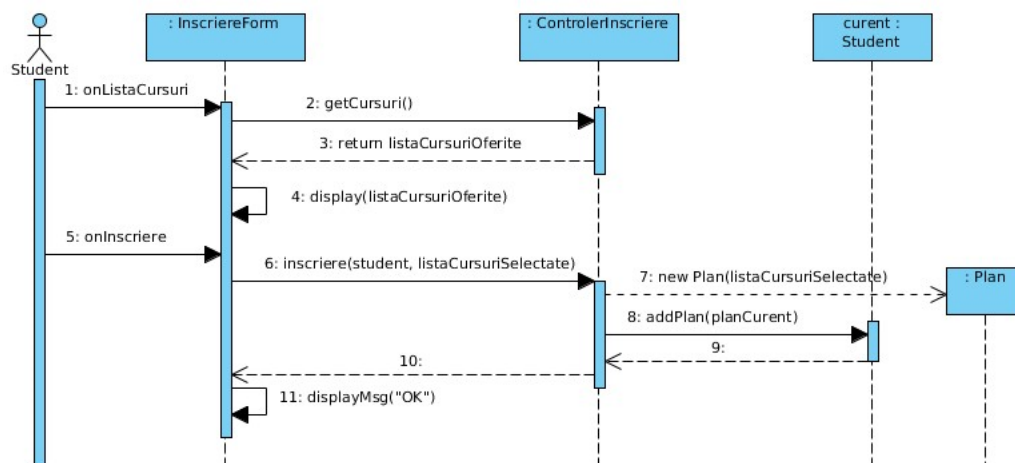 : InscriereForm
: ControlerInscriere
curent :
Student
Student
1: onListaCursuri
2: getCursuri()
3: return listaCursuriOferite
4: display(listaCursuriOferite)
5: onInscriere
6: inscriere(student, listaCursuriSelectate)
7: new Plan(listaCursuriSelectate)
: Plan
8: addPlan(planCurent)
9:
10:
11: displayMsg("OK")